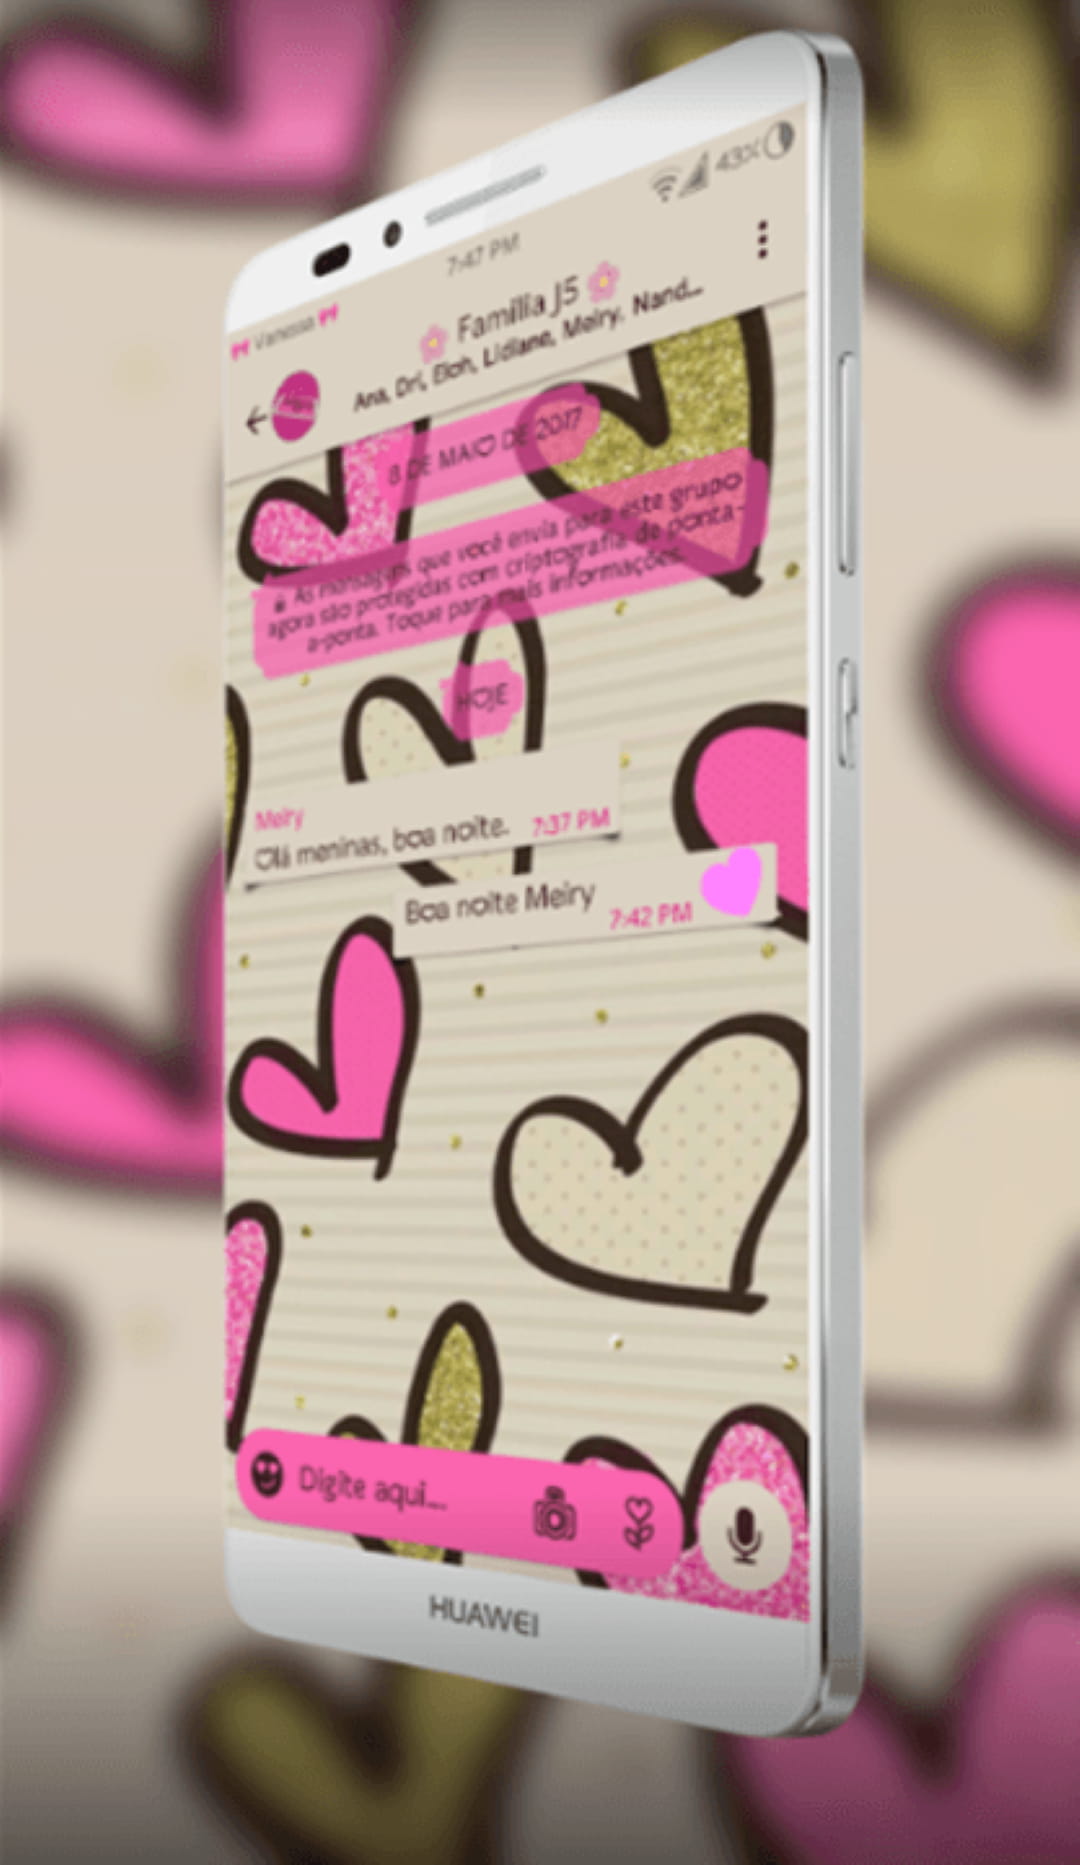 43%
7:47 PM
Vanessa
🌸 Família J5 🌸
Ana, Dri, Eloh, Lidiane, Meiry, Nand...
8 DE MAIO DE 2017
As mensagens que você envia para este grupo
agora são protegidas com criptografia de ponta-
a-ponta. Toque para mais informações.
HOJE
Meiry
Olá meninas, boa noite. 7:37 PM
Boa noite Meiry
7:42 PM
Digite aqui...
HUAWEI